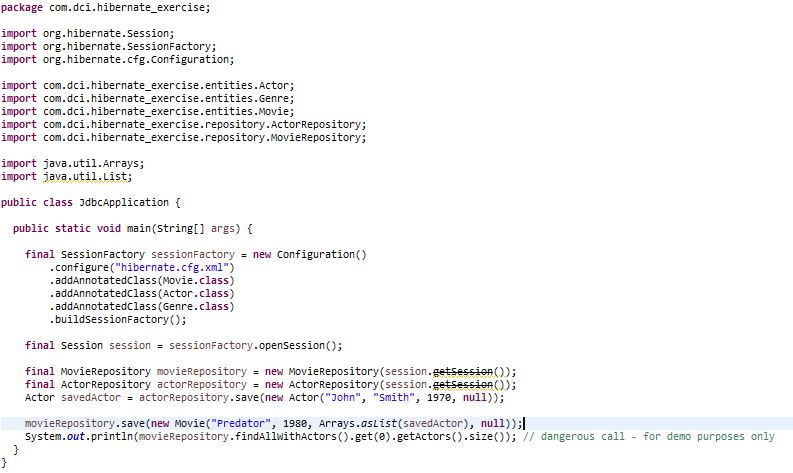 package com.dci.hibernate_exercise;

import org.hibernate.Session;
import org.hibernate.SessionFactory;
import org.hibernate.cfg.Configuration;

import com.dci.hibernate_exercise.entities.Actor;
import com.dci.hibernate_exercise.entities.Genre;
import com.dci.hibernate_exercise.entities.Movie;
import com.dci.hibernate_exercise.repository.ActorRepository;
import com.dci.hibernate_exercise.repository.MovieRepository;

import java.util.Arrays;
import java.util.List;

public class JdbcApplication {

  public static void main(String[] args) {

    final SessionFactory sessionFactory = new Configuration()
        .configure("hibernate.cfg.xml")
        .addAnnotatedClass(Movie.class)
        .addAnnotatedClass(Actor.class)
        .addAnnotatedClass(Genre.class)
        .buildSessionFactory();

    final Session session = sessionFactory.openSession();

    final MovieRepository movieRepository = new MovieRepository(session.getSession());
    final ActorRepository actorRepository = new ActorRepository(session.getSession());
    Actor savedActor = actorRepository.save(new Actor("John", "Smith", 1970, null));

    movieRepository.save(new Movie("Predator", 1980, Arrays.asList(savedActor), null));
    System.out.println(movieRepository.findAllWithActors().get(0).getActors().size()); // dangerous call - for demo purposes only
  }
}